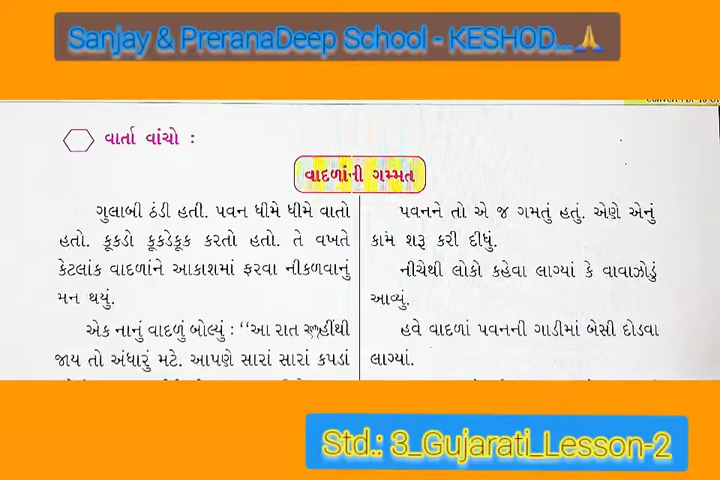 Sanjay & PreranaDeep School - KESHOD...🙏
વાર્તા વાંચો :
વાદળાંની ગમ્મત
ગુલાબી ઠંડી હતી. પવન ધીમે ધીમે વાતો
હતો. કૂકડો કૂકડેકૂક કરતો હતો. તે વખતે
કેટલાંક વાદળાંને આકાશમાં ફરવા નીકળવાનું
મન થયું.
એક નાનું વાદળું બોલ્યું : “આ રાત અહીંથી
જાય તો અંધારું મટે. આપણે સારાં સારાં કપડાં
પવનને તો એ જ ગમતું હતું. એણે એનું
કામ શરૂ કરી દીધું.
નીચેથી લોકો કહેવા લાગ્યાં કે વાવાઝોડું
આવ્યું.
હવે વાદળાં પવનની ગાડીમાં બેસી દોડવા
લાગ્યાં.
Std.: 3_Gujarati_Lesson-2